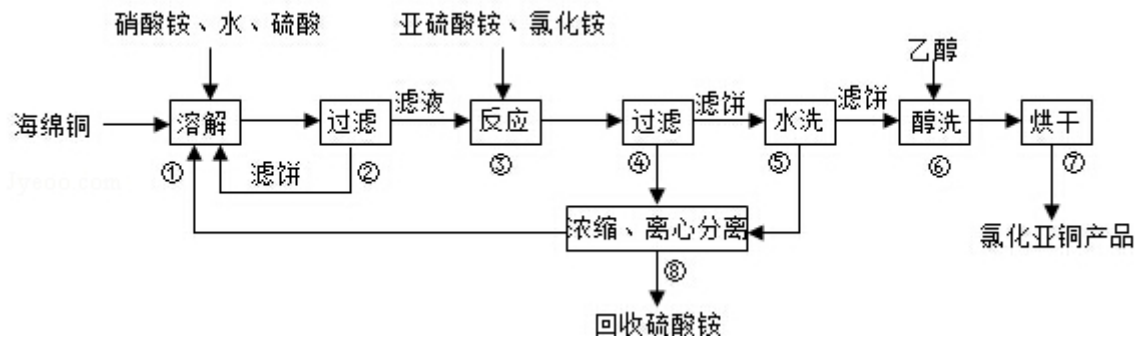 硝酸铵、水、硫酸
亚硫酸铵、氯化铵
乙醇
海绵铜
溶解
过滤
滤液
反应
过滤
滤饼
水洗
滤饼
醇洗
烘干
①
滤饼
②
③
④
⑤
⑥
⑦
浓缩、离心分离
氯化亚铜产品
⑧
回收硫酸铵